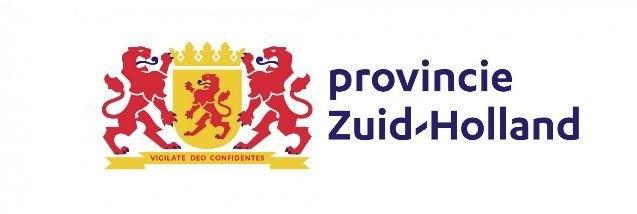 VIGILATE DEO CONFIDENTES
provincie
Zuid-Holland